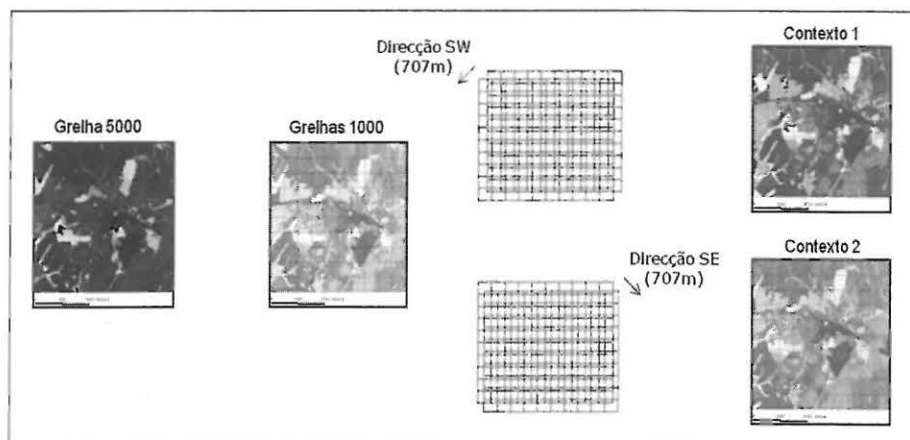 Direcção SW
(707m)
Contexto 1
Grelha 5000
Grelhas 1000
Direcção SE
(707m)
Contexto 2